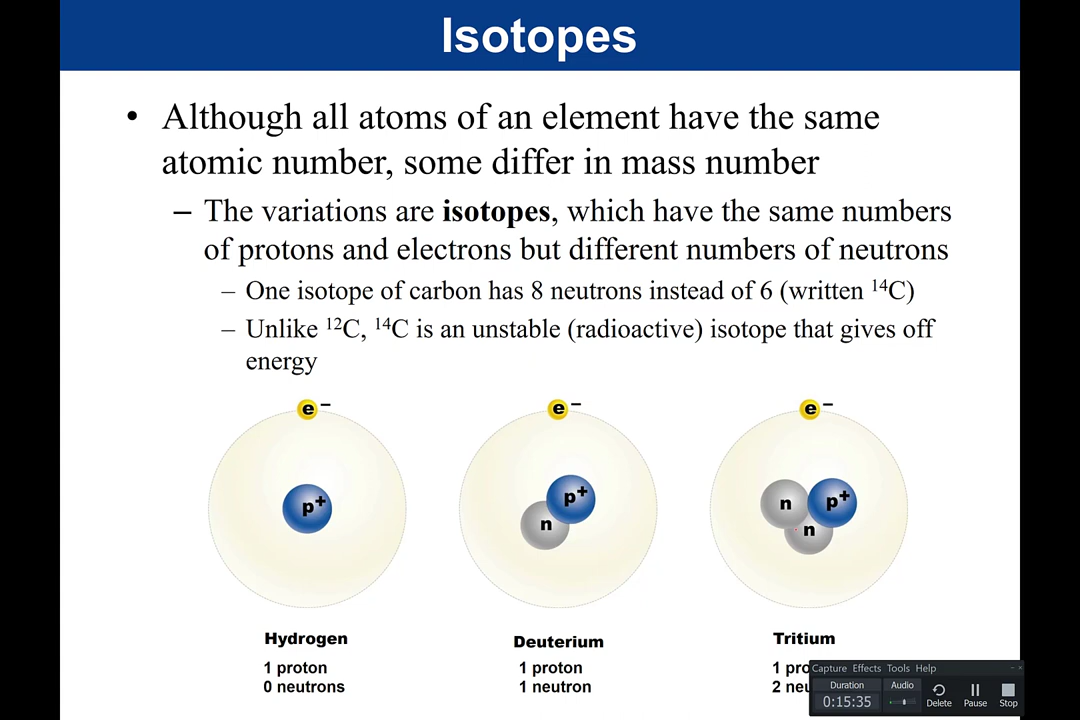 Isotopes
• Although all atoms of an element have the same
atomic number, some differ in mass number
– The variations are isotopes, which have the same numbers
of protons and electrons but different numbers of neutrons
– One isotope of carbon has 8 neutrons instead of 6 (written ¹⁴C)
– Unlike ¹²C, ¹⁴C is an unstable (radioactive) isotope that gives off
energy
e⁻ e⁻ e⁻
p⁺ n p⁺ n n p⁺
Hydrogen Deuterium Tritium
1 proton 1 proton 1 pro
0 neutrons 1 neutron 2 neu
Capture Effects Tools Help
Duration Audio
0:15:35 Delete Pause Stop